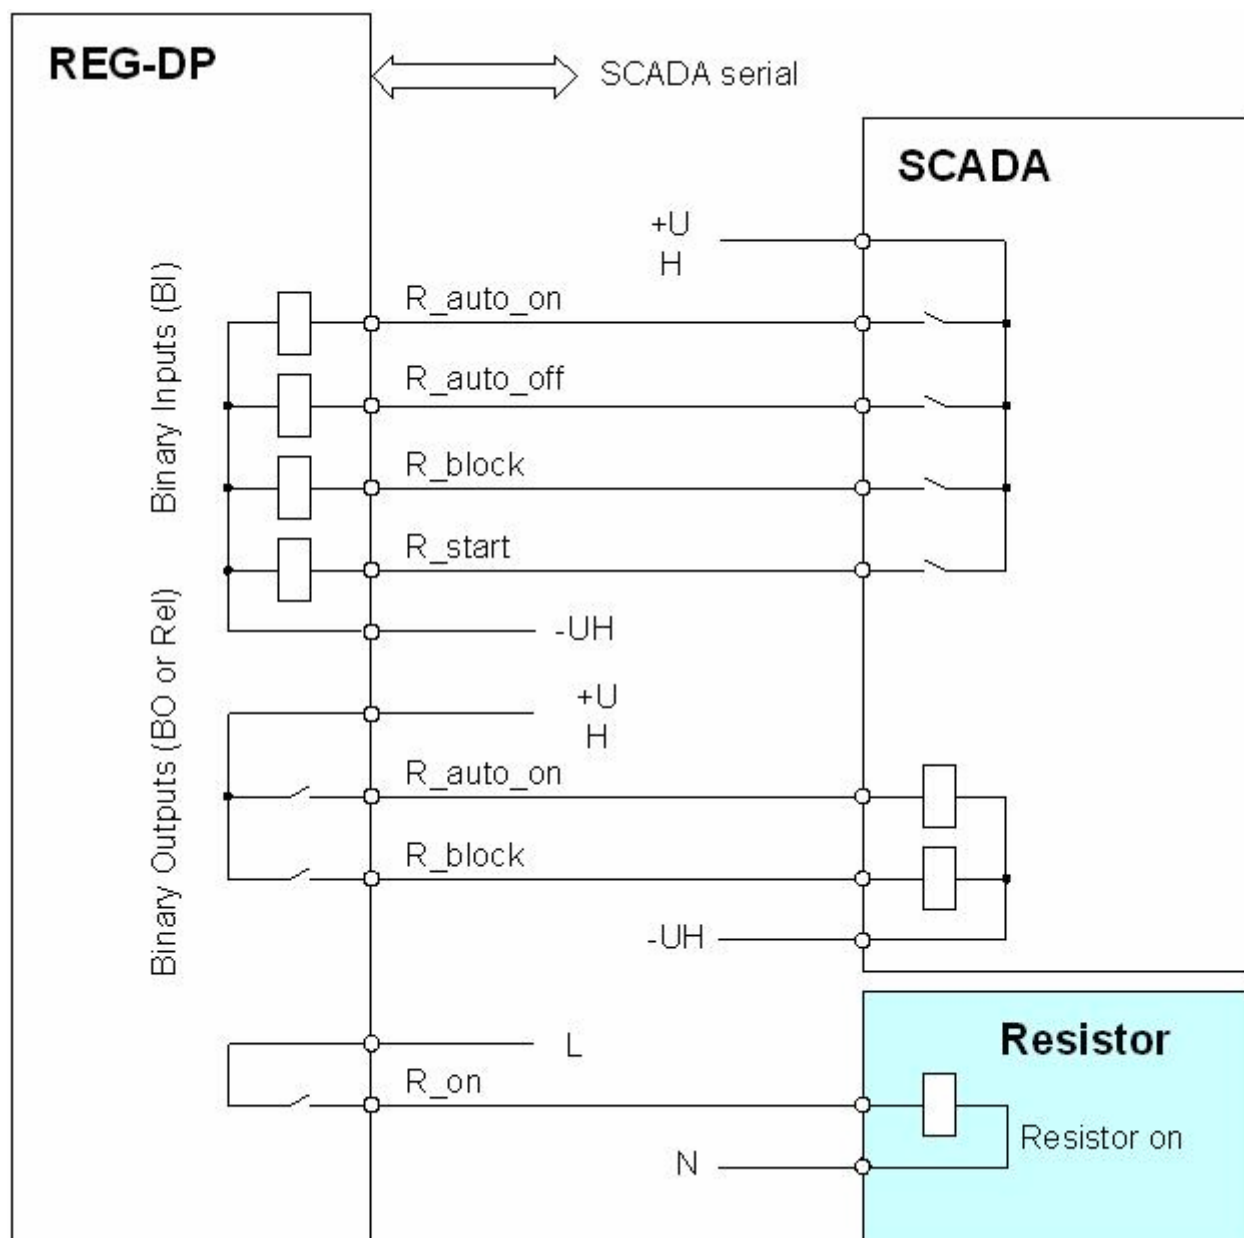 REG-DP
SCADA serial
SCADA
+U
H
Binary Inputs (BI)
R_auto_on
R_auto_off
R_block
R_start
-UH
Binary Outputs (BO or Rel)
+U
H
R_auto_on
R_block
-UH
L
Resistor
R_on
Resistor on
N